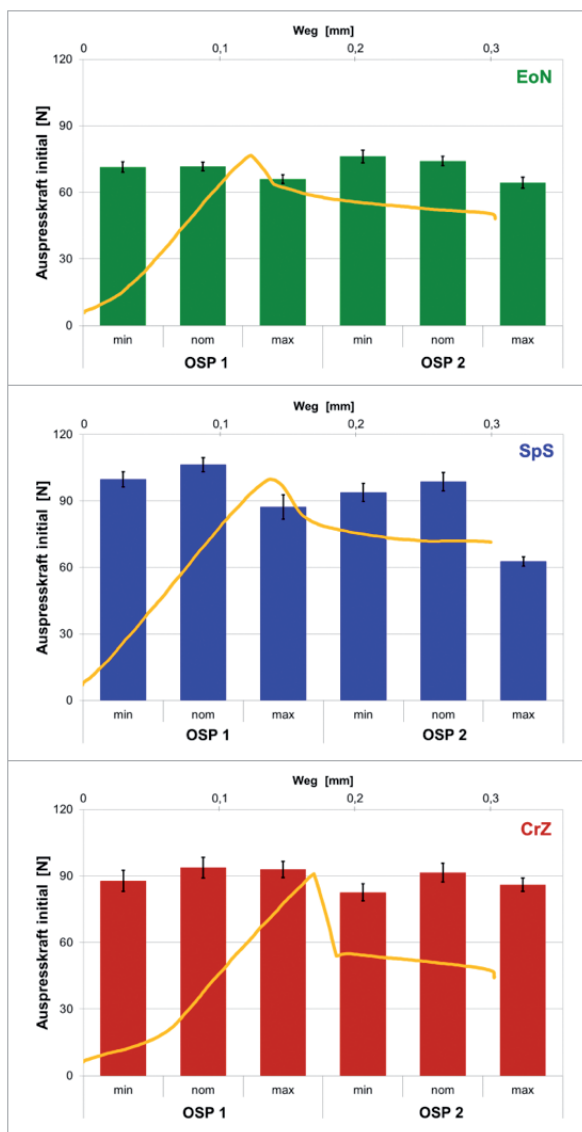 Weg [mm]
0 0,1 0,2 0,3
EoN
Auspresskraft initial [N]
120
90
60
30
0
min nom max min nom max
OSP 1 OSP 2
Weg [mm]
0 0,1 0,2 0,3
SpS
Auspresskraft initial [N]
120
90
60
30
0
min nom max min nom max
OSP 1 OSP 2
Weg [mm]
0 0,1 0,2 0,3
CrZ
Auspresskraft initial [N]
120
90
60
30
0
min nom max min nom max
OSP 1 OSP 2